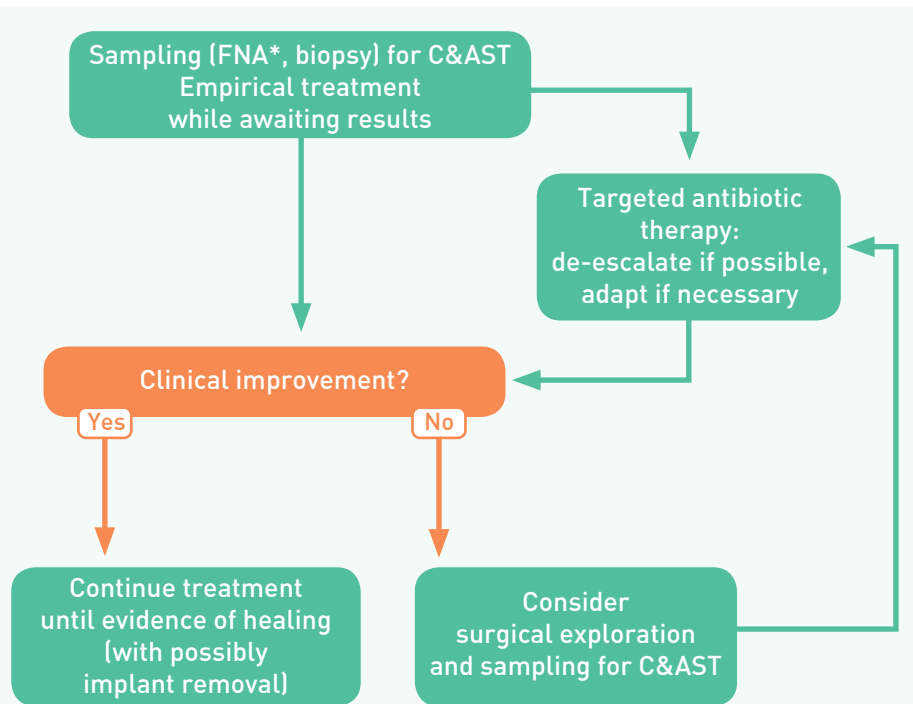 Sampling (FNA*, biopsy) for C&AST
Empirical treatment
while awaiting results
Targeted antibiotic
therapy:
de-escalate if possible,
adapt if necessary
Clinical improvement?
Yes
No
Continue treatment
until evidence of healing
(with possibly
implant removal)
Consider
surgical exploration
and sampling for C&AST